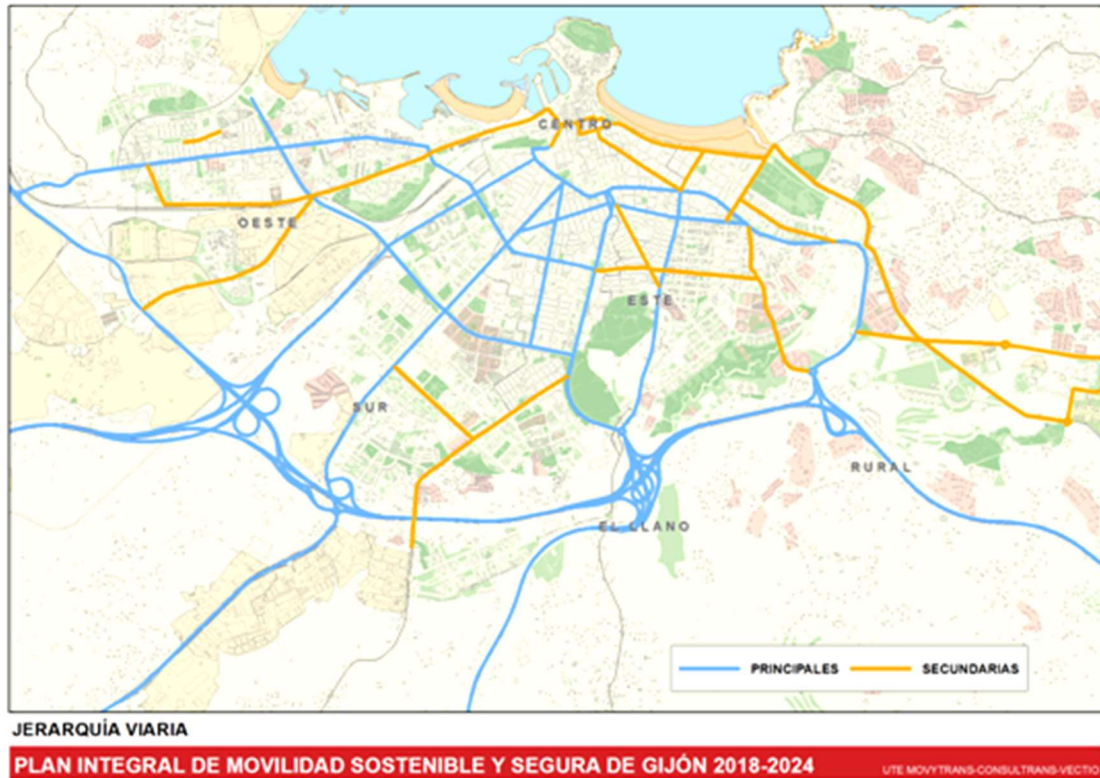 CENTRO
OESTE
ESTE
SUR
RURAL
EL LLANO
PRINCIPALES
SECUNDARIAS
JERARQUÍA VIARIA
PLAN INTEGRAL DE MOVILIDAD SOSTENIBLE Y SEGURA DE GIJÓN 2018-2024
UTE MOVYTRANS-CONSULTRANS-VECTIO